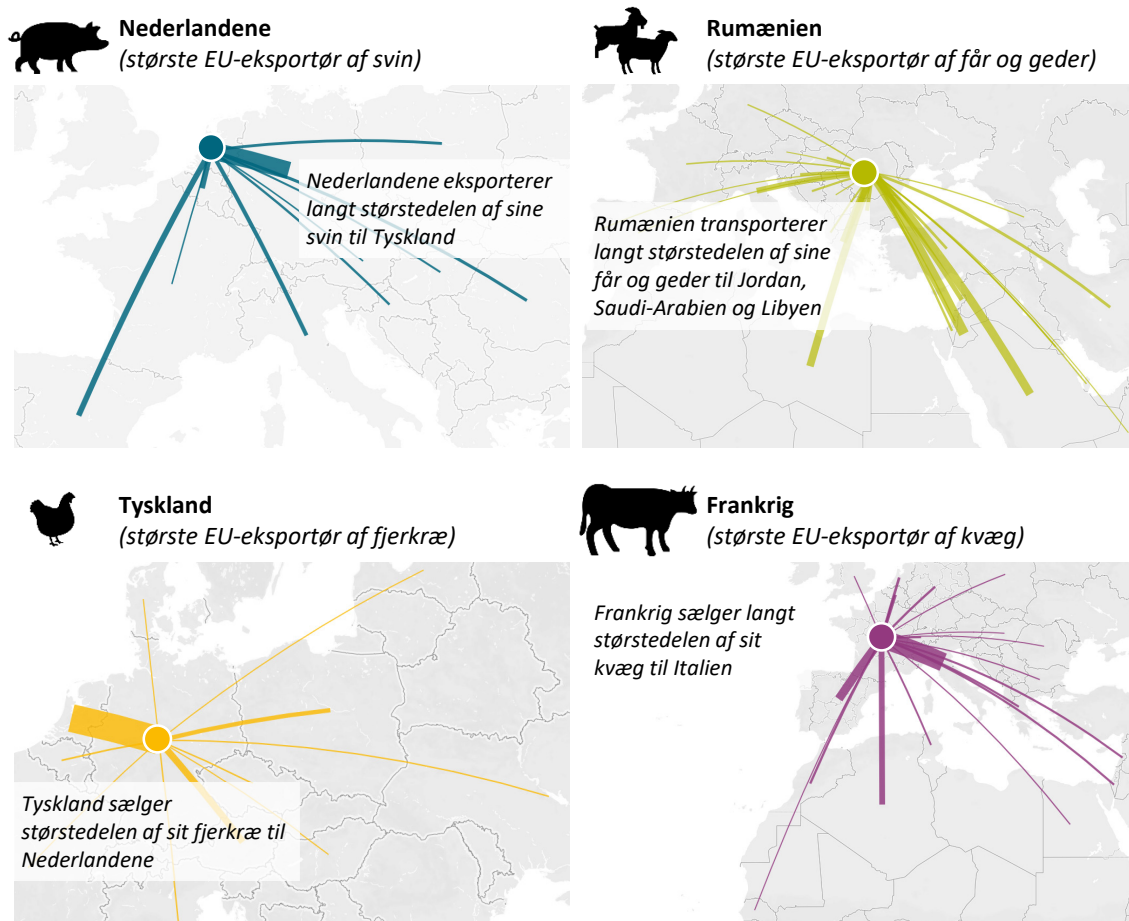 Nederlandene
(største EU-eksportør af svin)
Nederlandene eksporterer
langt størstedelen af sine
svin til Tyskland
Rumænien
(største EU-eksportør af får og geder)
Rumænien transporterer
langt størstedelen af sine
får og geder til Jordan,
Saudi-Arabien og Libyen
Tyskland
(største EU-eksportør af fjerkræ)
Tyskland sælger
størstedelen af sit fjerkræ til
Nederlandene
Frankrig
(største EU-eksportør af kvæg)
Frankrig sælger langt
størstedelen af sit
kvæg til Italien